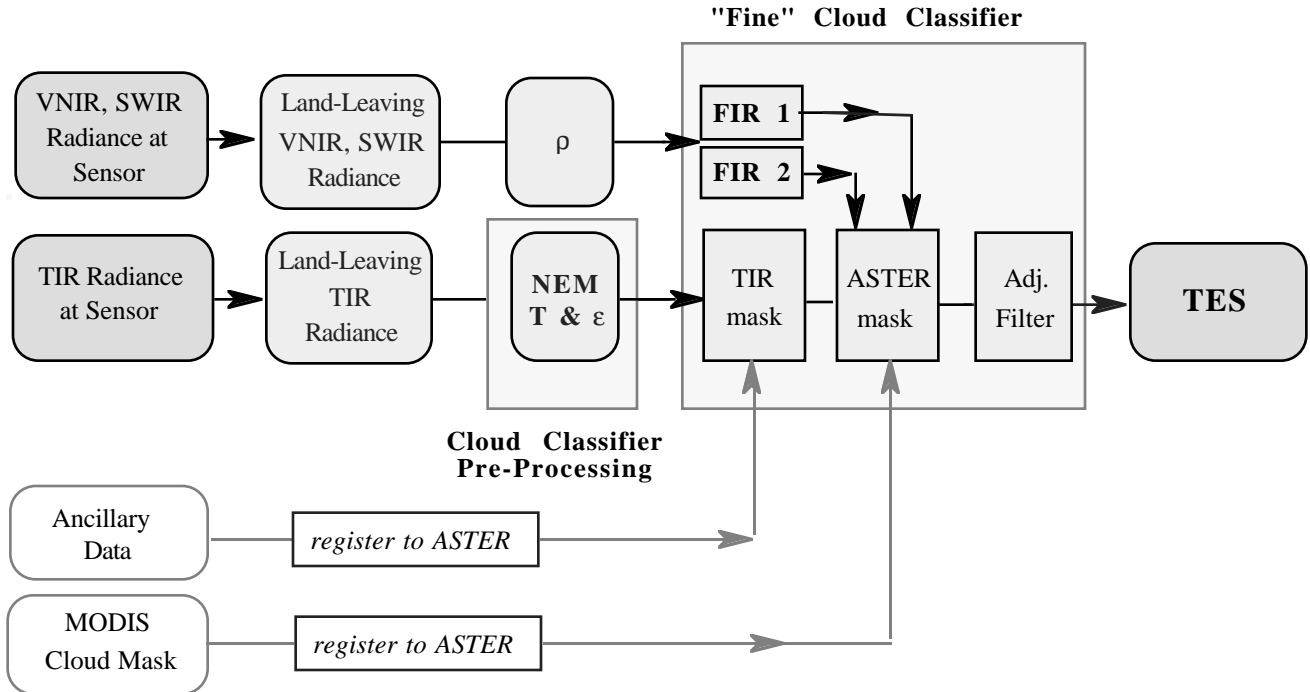 "Fine" Cloud Classifier
VNIR, SWIR
Radiance at
Sensor
Land-Leaving
VNIR, SWIR
Radiance
ρ
FIR 1
FIR 2
TIR Radiance
at Sensor
Land-Leaving
TIR
Radiance
NEM
T & ε
TIR
mask
ASTER
mask
Adj.
Filter
TES
Cloud Classifier
Pre-Processing
Ancillary
Data
register to ASTER
MODIS
Cloud Mask
register to ASTER